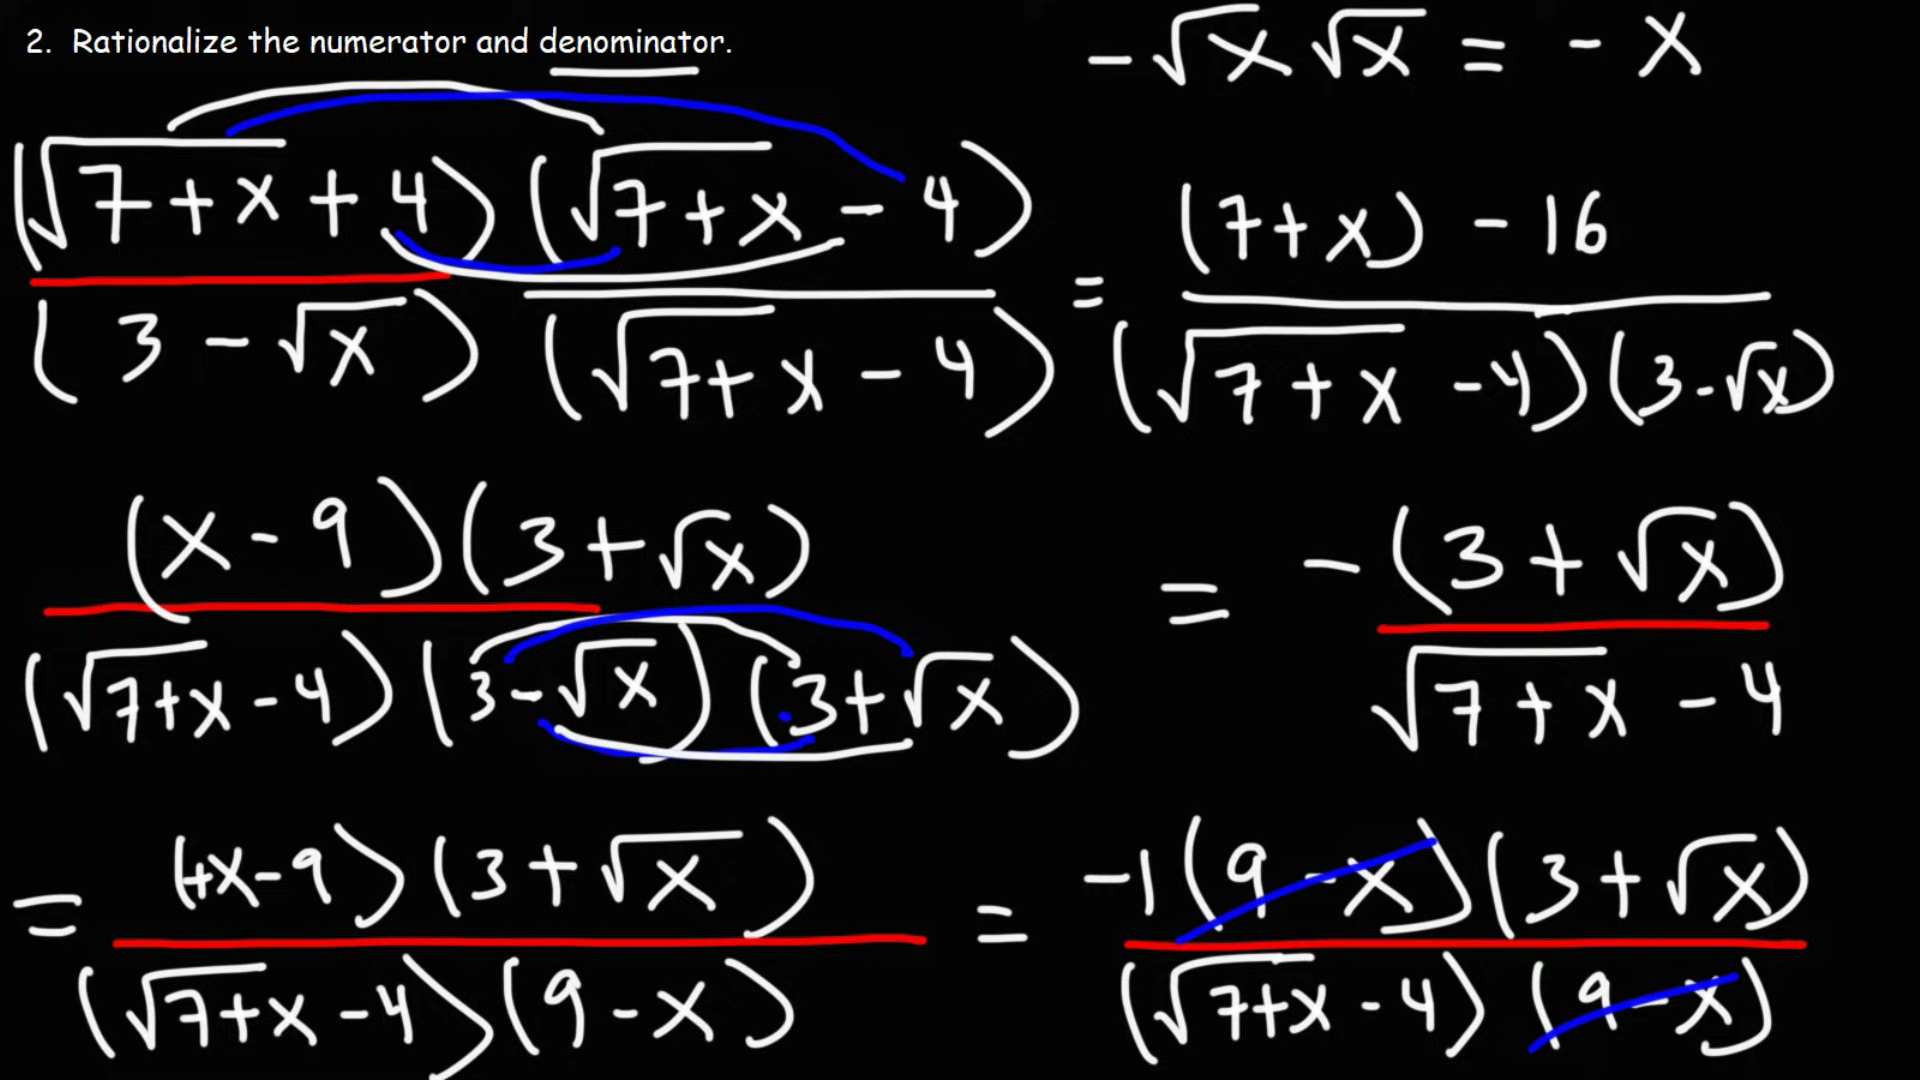 2. Rationalize the numerator and denominator.
-√x √x = -x
(√(7+x) + 4) (√(7+x) - 4) / (3 - √x) (√(7+x) - 4) = (7+x) - 16 / (√(7+x) - 4)(3 - √x)
(x - 9)(3 + √x) / (√(7+x) - 4)(3 - √x)(3 + √x)
= -(3 + √x) / √(7+x) - 4
= (+x-9)(3 + √x) / (√(7+x) - 4)(9 - x) = -1(9 - x)(3 + √x) / (√(7+x) - 4)(9 - x)